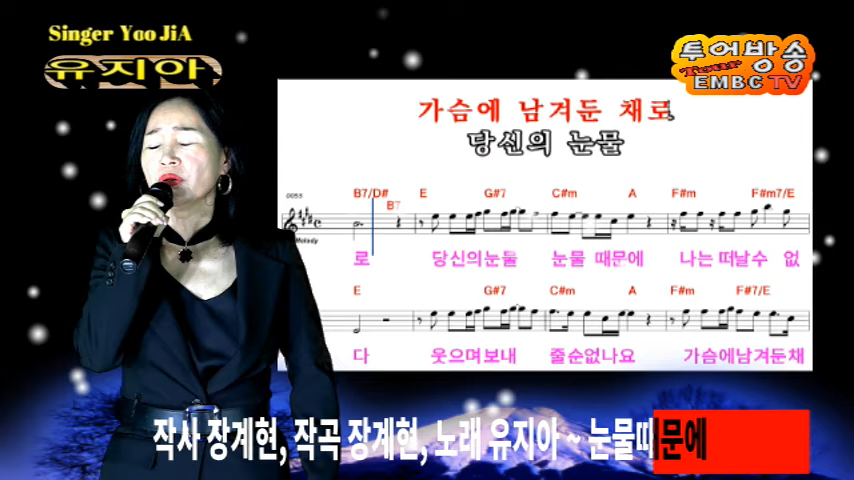 Singer Yoo JiA
유지아
투어방송
EMBC TV
가슴에 남겨둔 채로
당신의 눈물
0055 B7/D# E G#7 C#m A F#m F#m7/E
B7
Melody
로 당신의눈물 눈물 때문에 나는 떠날수 없
E G#7 C#m A F#m F#7/E
다 웃으며보내 줄순없나요 가슴에남겨둔채
작사 장계현, 작곡 장계현, 노래 유지아 ~ 눈물때문에